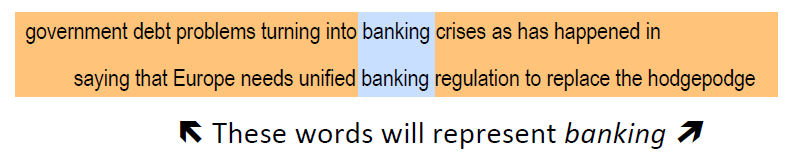 government debt problems turning into banking crises as has happened in
saying that Europe needs unified banking regulation to replace the hodgepodge
These words will represent banking